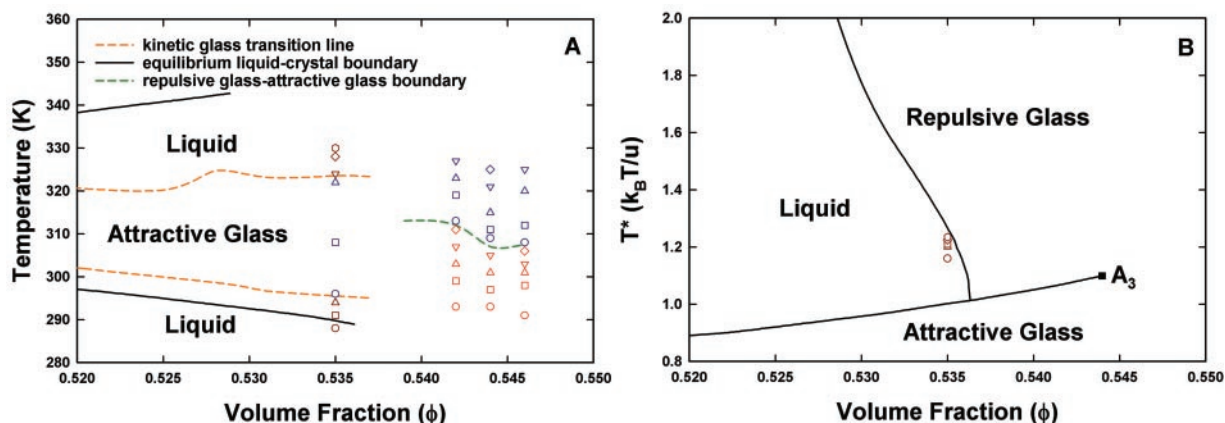 360
350
340
330
320
310
300
290
280
Temperature (K)
A
kinetic glass transition line
equilibrium liquid-crystal boundary
repulsive glass-attractive glass boundary
Liquid
Attractive Glass
Liquid
0.520 0.525 0.530 0.535 0.540 0.545 0.550
Volume Fraction (ϕ)
2.0
1.8
1.6
1.4
1.2
1.0
0.8
T* (kBT/u)
B
Repulsive Glass
Liquid
A3
Attractive Glass
0.520 0.525 0.530 0.535 0.540 0.545 0.550
Volume Fraction (ϕ)